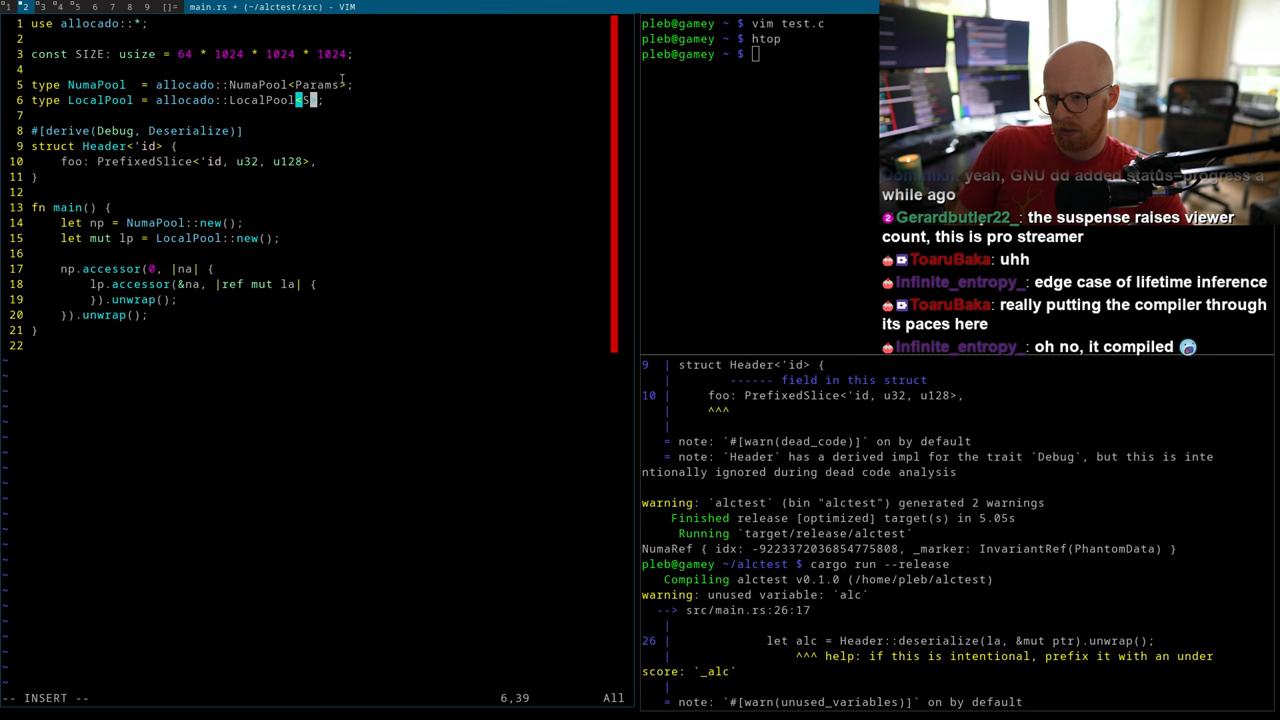 1 2 3 4 5 6 7 8 9 []= main.rs + (~/alctest/src) - VIM
1 use allocado::*;
2
3 const SIZE: usize = 64 * 1024 * 1024 * 1024;
4
5 type NumaPool  = allocado::NumaPool<Params>;
6 type LocalPool = allocado::LocalPool<S>;
7
8 #[derive(Debug, Deserialize)]
9 struct Header<'id> {
10     foo: PrefixedSlice<'id, u32, u128>,
11 }
12
13 fn main() {
14     let np = NumaPool::new();
15     let mut lp = LocalPool::new();
16
17     np.accessor(0, |na| {
18         lp.accessor(&na, |ref mut la| {
19         }).unwrap();
20     }).unwrap();
21 }
22
-- INSERT -- 6,39 All
pleb@gamey ~ $ vim test.c
pleb@gamey ~ $ htop
pleb@gamey ~ $
yeah, GNU dd added status=progress a
while ago
2 Gerardbutler22_: the suspense raises viewer
count, this is pro streamer
ToaruBaka: uhh
Infinite_entropy_: edge case of lifetime inference
ToaruBaka: really putting the compiler through
its paces here
Infinite_entropy_: oh no, it compiled
9  | struct Header<'id> {
|        ------ field in this struct
10 |     foo: PrefixedSlice<'id, u32, u128>,
|     ^^^
|
= note: `#[warn(dead_code)]` on by default
= note: `Header` has a derived impl for the trait `Debug`, but this is inte
ntionally ignored during dead code analysis
warning: `alctest` (bin "alctest") generated 2 warnings
Finished release [optimized] target(s) in 5.05s
Running `target/release/alctest`
NumaRef { idx: -9223372036854775808, _marker: InvariantRef(PhantomData) }
pleb@gamey ~/alctest $ cargo run --release
Compiling alctest v0.1.0 (/home/pleb/alctest)
warning: unused variable: `alc`
--> src/main.rs:26:17
|
26 |             let alc = Header::deserialize(la, &mut ptr).unwrap();
|                 ^^^ help: if this is intentional, prefix it with an under
score: `_alc`
|
= note: `#[warn(unused_variables)]` on by default